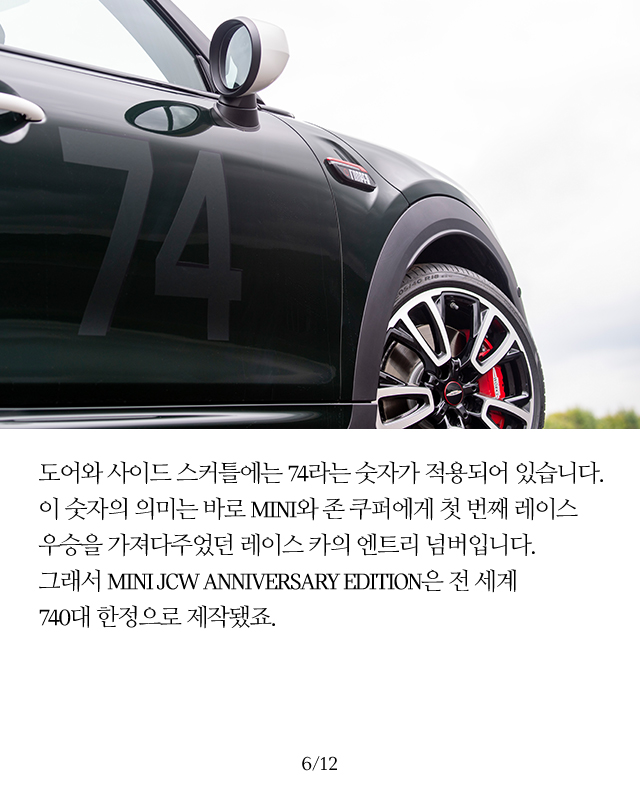 74
도어와 사이드 스커틀에는 74라는 숫자가 적용되어 있습니다.
이 숫자의 의미는 바로 MINI와 존 쿠퍼에게 첫 번째 레이스
우승을 가져다주었던 레이스 카의 엔트리 넘버입니다.
그래서 MINI JCW ANNIVERSARY EDITION은 전 세계
740대 한정으로 제작됐죠.
6/12